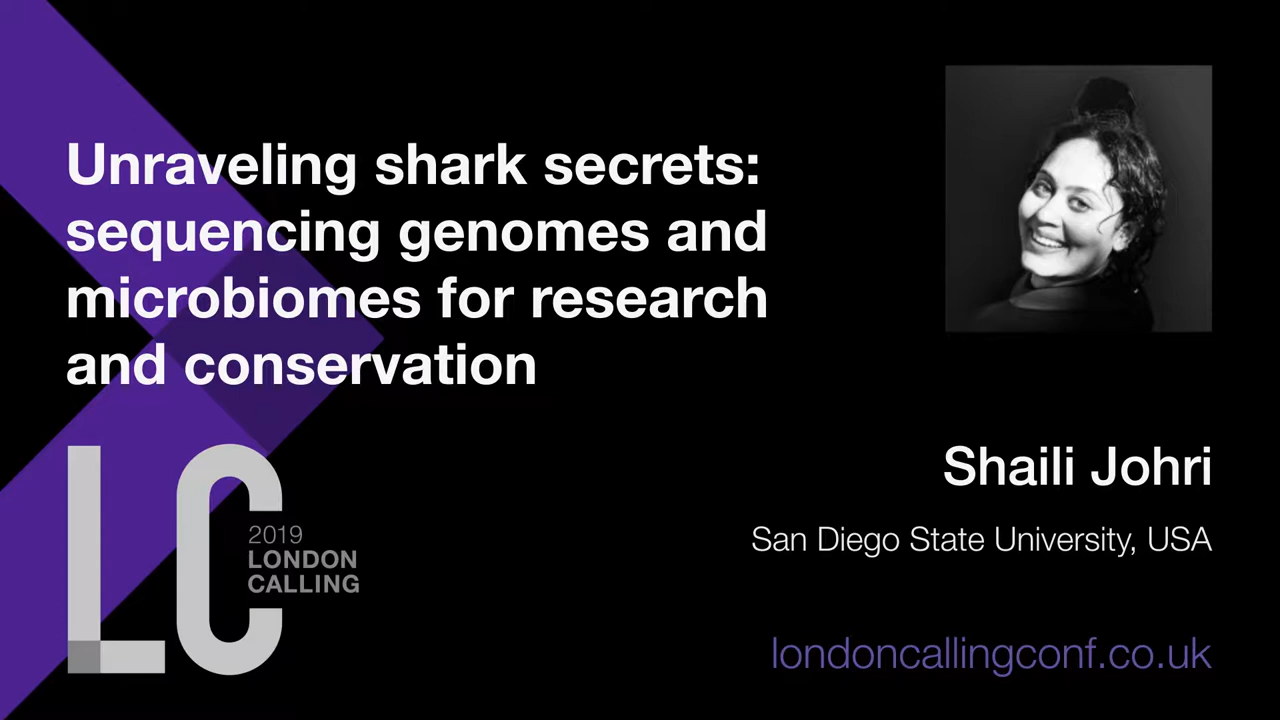 Unraveling shark secrets:
sequencing genomes and
microbiomes for research
and conservation
LC
2019
LONDON
CALLING
Shaili Johri
San Diego State University, USA
londoncallingconf.co.uk